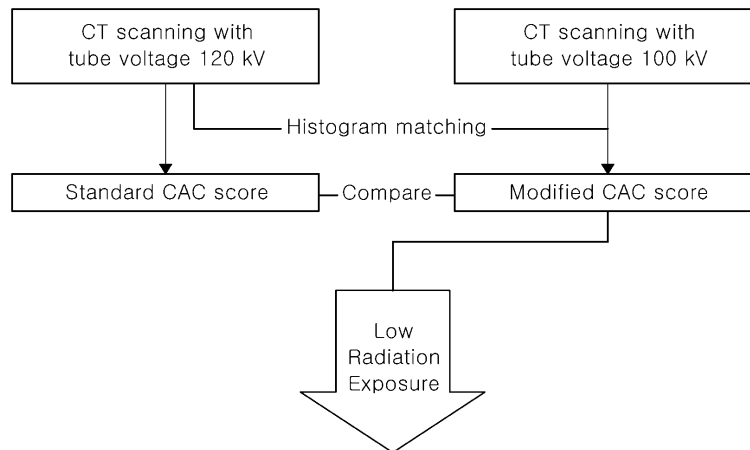 CT scanning with
tube voltage 120 kV
CT scanning with
tube voltage 100 kV
Histogram matching
Standard CAC score
Compare
Modified CAC score
Low
Radiation
Exposure